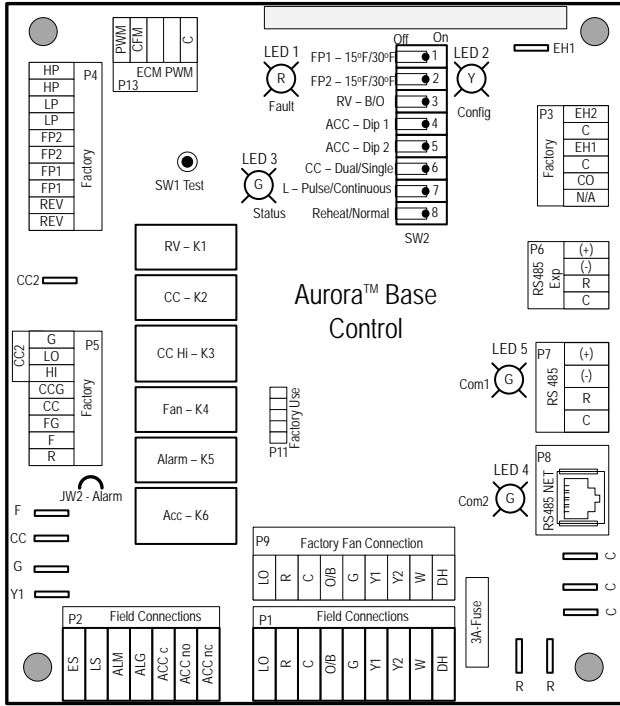 PWM
CFM
C
ECM PWM
P13
LED 1
R
Fault
Off
On
FP1 – 15ºF/30ºF
1
FP2 – 15ºF/30ºF
2
RV – B/O
3
ACC – Dip 1
4
ACC – Dip 2
5
CC – Dual/Single
6
L – Pulse/Continuous
7
Reheat/Normal
8
SW2
LED 2
Y
Config
EH1
HP
HP
LP
LP
FP2
FP2
FP1
FP1
REV
REV
P4
Factory
SW1 Test
LED 3
G
Status
P3
Factory
EH2
C
EH1
C
CO
N/A
CC2
RV – K1
CC – K2
CC Hi – K3
Fan – K4
Alarm – K5
Acc – K6
Aurora™ Base
Control
P6
RS485
Exp
(+)
(-)
R
C
CC2
G
LO
HI
CCG
CC
FG
F
R
P5
Factory
JW2 - Alarm
P11
Factory Use
LED 5
Com1
G
P7
RS 485
(+)
(-)
R
C
LED 4
Com2
G
P8
RS485 NET
F
CC
G
Y1
P9
Factory Fan Connection
LO
R
C
O/B
G
Y1
Y2
W
DH
P2
Field Connections
ES
LS
ALM
ALG
ACC c
ACC no
ACC nc
P1
Field Connections
LO
R
C
O/B
G
Y1
Y2
W
DH
3A-Fuse
C
C
C
R
R